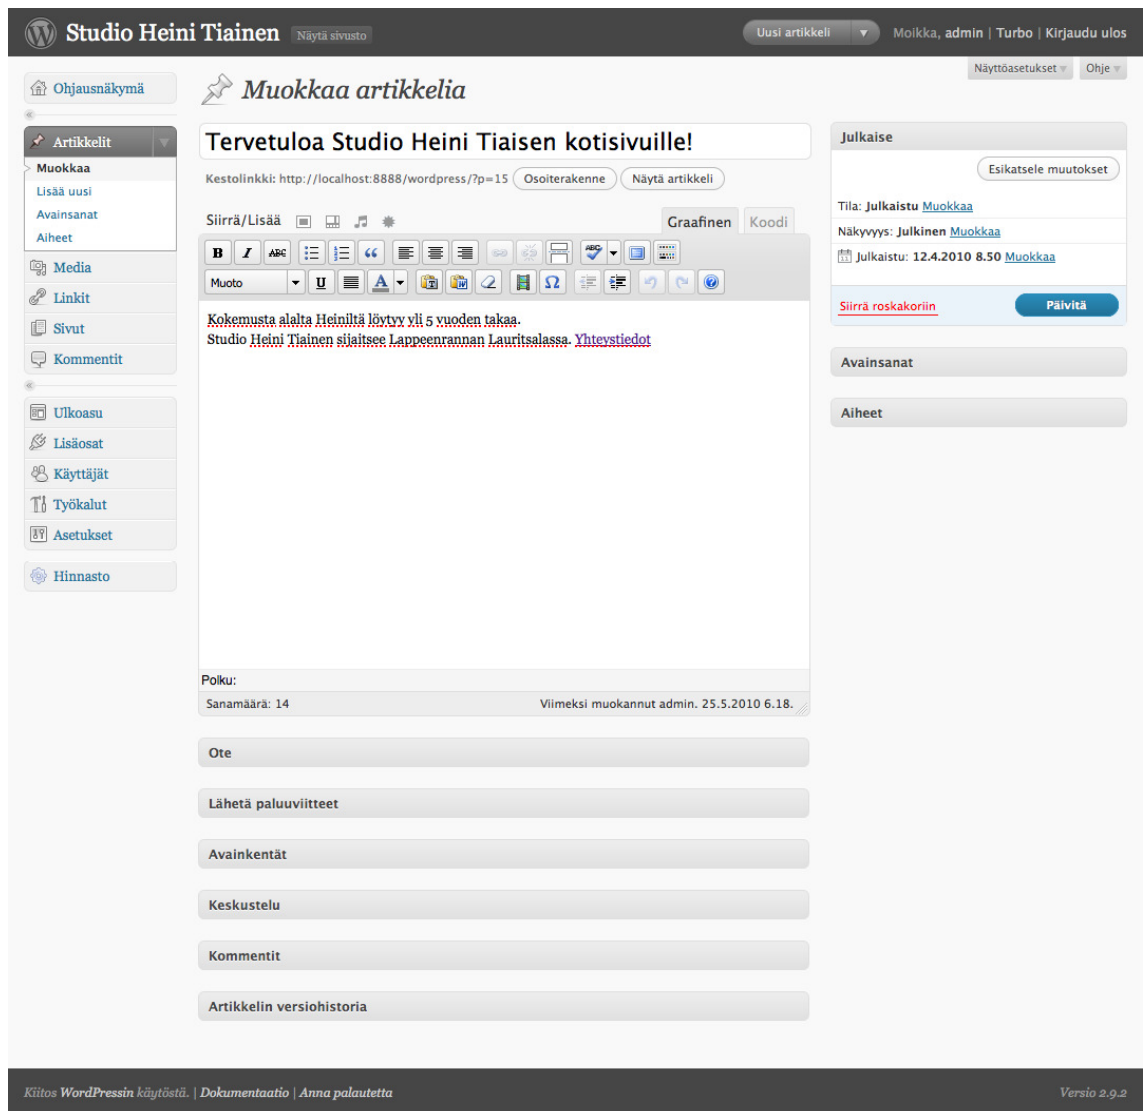 Studio Heini Tiainen Näytä sivusto Uusi artikkeli Moikka, admin | Turbo | Kirjaudu ulos
Näyttöasetukset Ohje
Ohjausnäkymä
Artikkelit
Muokkaa
Lisää uusi
Avainsanat
Aiheet
Media
Linkit
Sivut
Kommentit
Ulkoasu
Lisäosat
Käyttäjät
Työkalut
Asetukset
Hinnasto
Muokkaa artikkelia
Tervetuloa Studio Heini Tiaisen kotisivuille!
Kestolinkki: http://localhost:8888/wordpress/?p=15 Osoiterakenne Näytä artikkeli
Siirrä/Lisää Graafinen Koodi
B I ABC ABC
Muoto U A T W Ω
Kokemusta alalta Heiniltä löytyy yli 5 vuoden takaa.
Studio Heini Tiainen sijaitsee Lappeenrannan Lauritsalassa. Yhteystiedot
Polku:
Sanamäärä: 14 Viimeksi muokannut admin. 25.5.2010 6.18.
Ote
Lähetä paluuviitteet
Avainkentät
Keskustelu
Kommentit
Artikkelin versiohistoria
Julkaise
Esikatsele muutokset
Tila: Julkaistu Muokkaa
Näkyvyys: Julkinen Muokkaa
Julkaistu: 12.4.2010 8.50 Muokkaa
Siirrä roskakoriin Päivitä
Avainsanat
Aiheet
Kiitos WordPressin käytöstä. | Dokumentaatio | Anna palautetta Versio 2.9.2